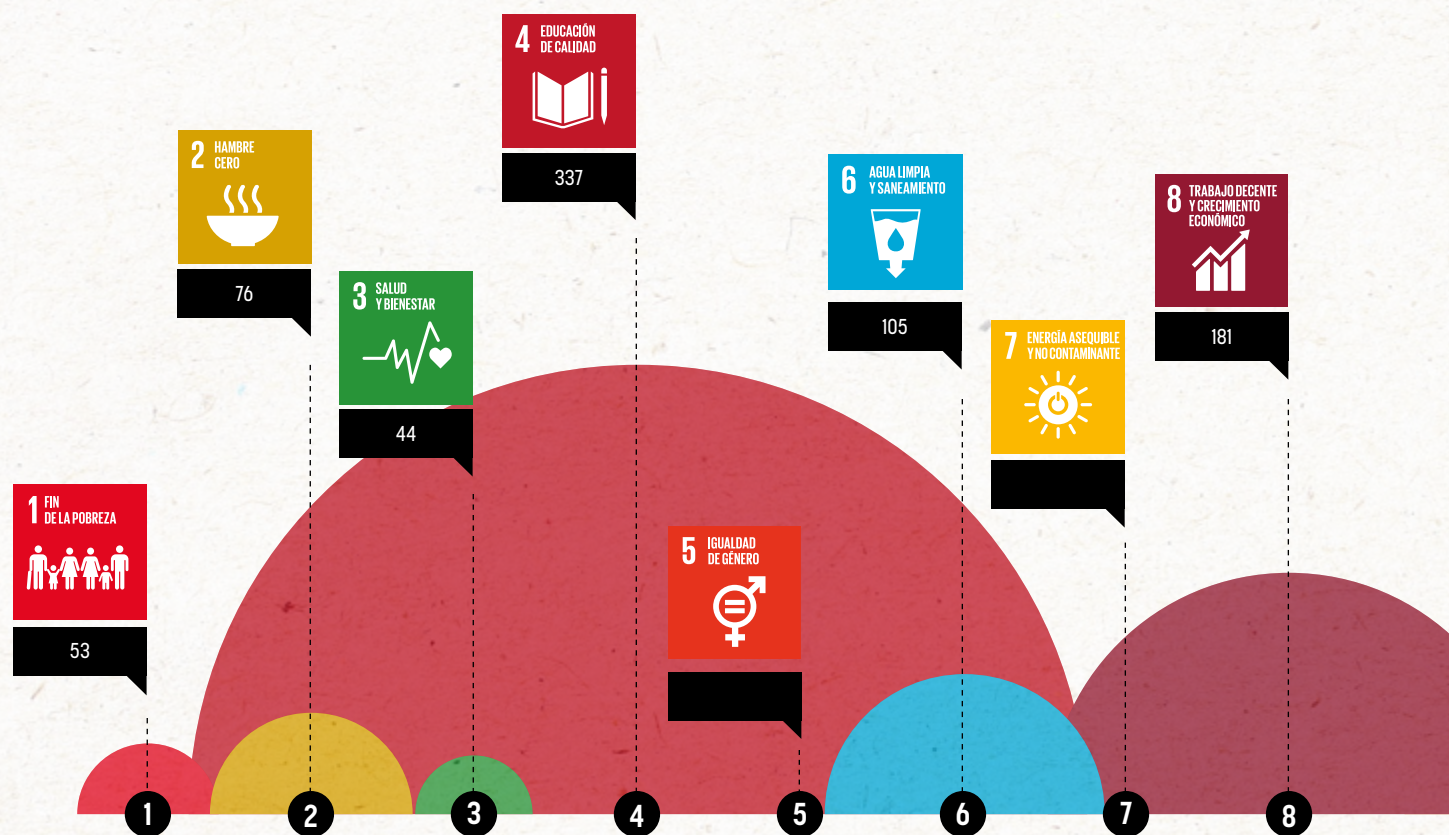 1 FIN
DE LA POBREZA
53
2 HAMBRE
CERO
76
3 SALUD
Y BIENESTAR
44
4 EDUCACIÓN
DE CALIDAD
337
5 IGUALDAD
DE GÉNERO
6 AGUA LIMPIA
Y SANEAMIENTO
105
7 ENERGÍA ASEQUIBLE
Y NO CONTAMINANTE
8 TRABAJO DECENTE
Y CRECIMIENTO
ECONÓMICO
181
1 2 3 4 5 6 7 8